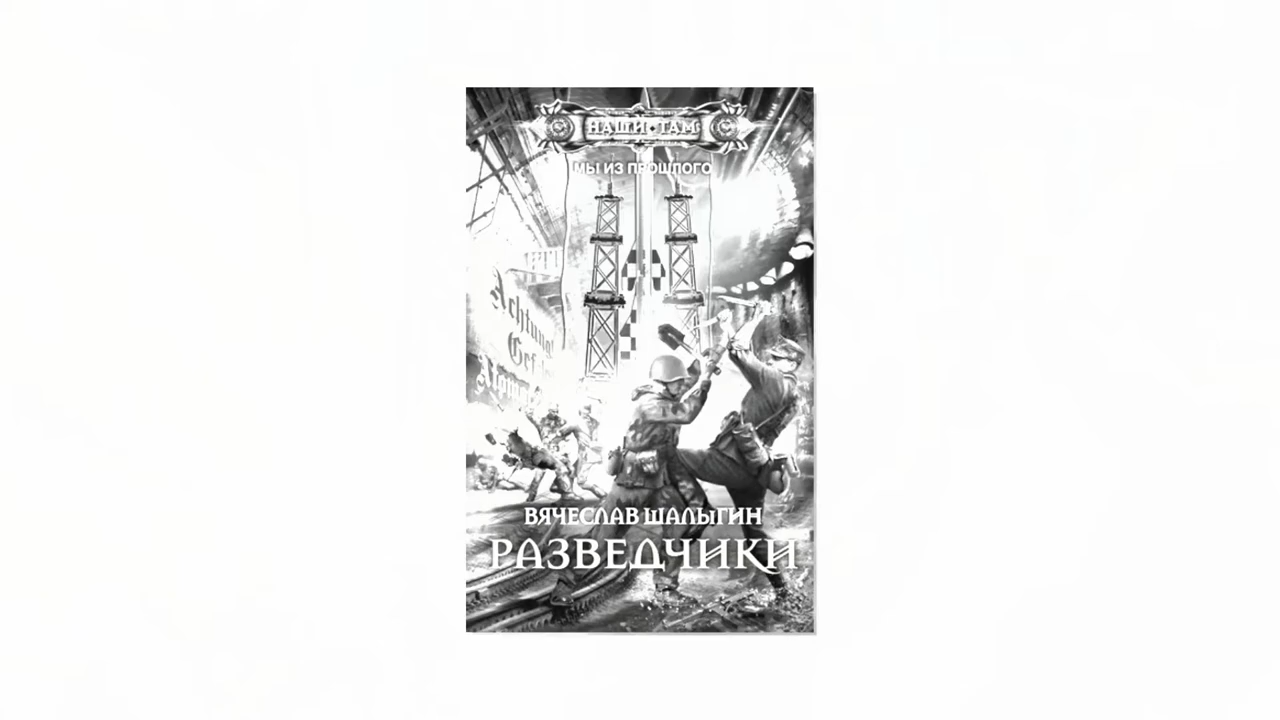 НАШИ ТАМ
МЫ ИЗ ПРОШЛОГО
Achtung!
ВЯЧЕСЛАВ ШАЛЫГИН
РАЗВЕДЧИКИ